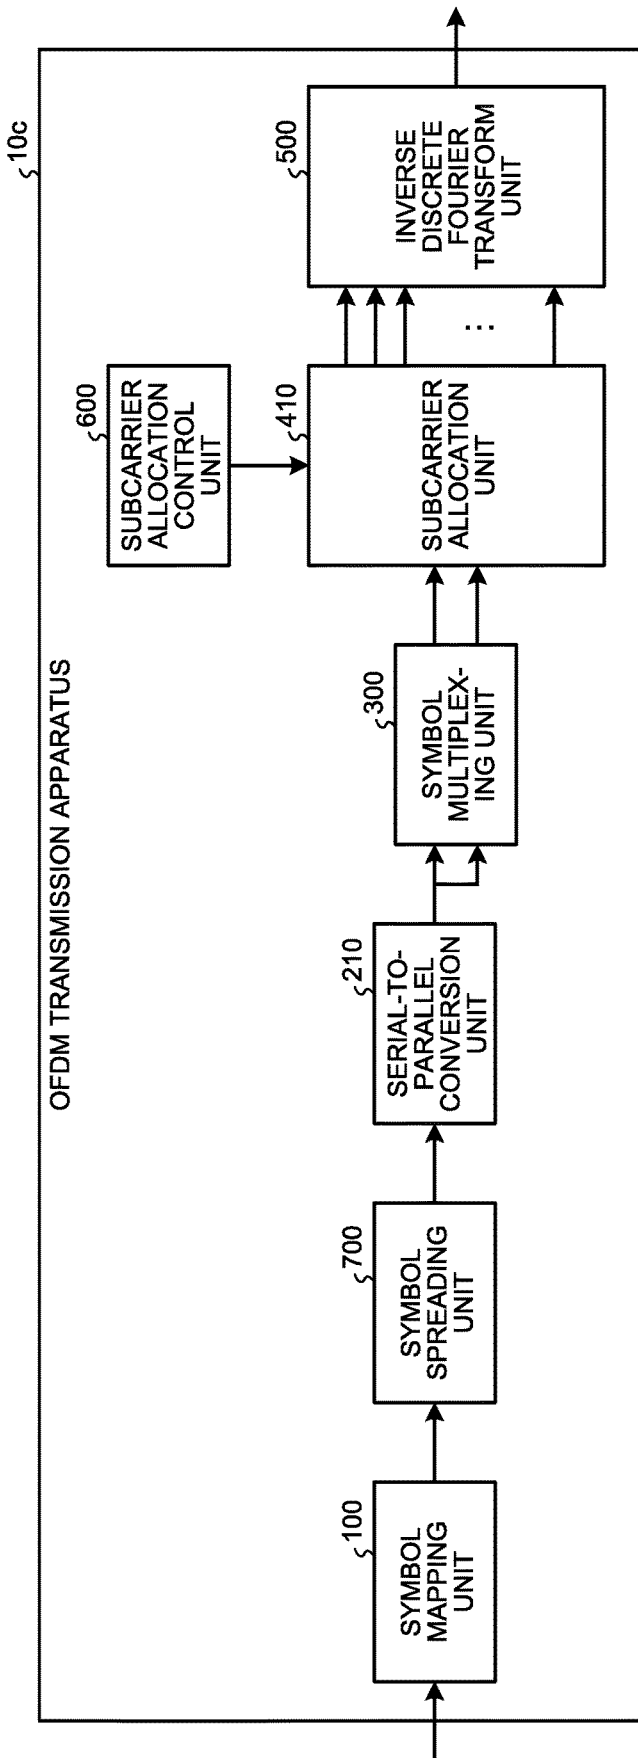 10c
OFDM TRANSMISSION APPARATUS
100
SYMBOL
MAPPING
UNIT
700
SYMBOL
SPREADING
UNIT
210
SERIAL-TO-
PARALLEL
CONVERSION
UNIT
300
SYMBOL
MULTIPLEX-
ING UNIT
600
SUBCARRIER
ALLOCATION
CONTROL
UNIT
410
SUBCARRIER
ALLOCATION
UNIT
...
500
INVERSE
DISCRETE
FOURIER
TRANSFORM
UNIT